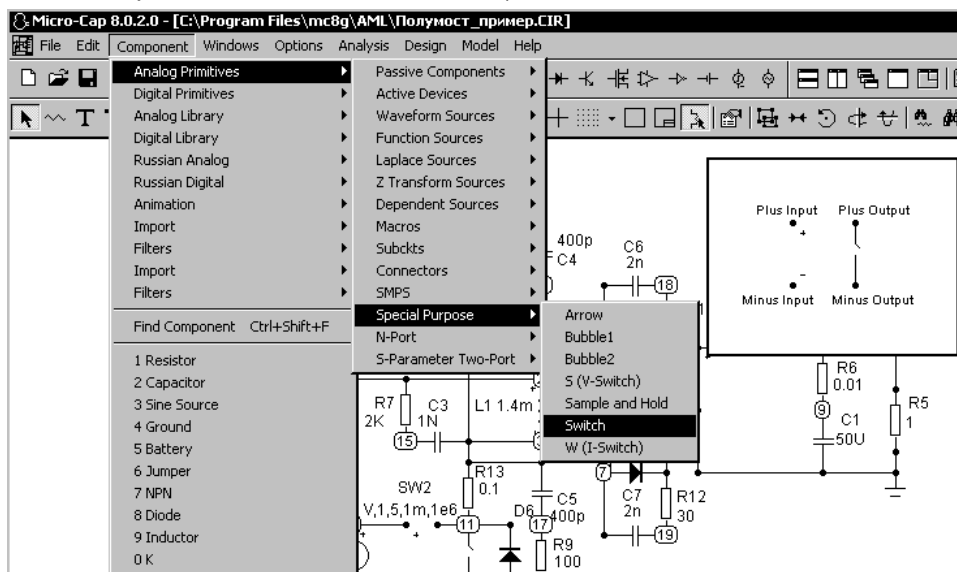 Micro-Cap 8.0.2.0 - [C:\Program Files\mc8g\AML\Полумост_пример.CIR]
File Edit Component Windows Options Analysis Design Model Help
Analog Primitives
Digital Primitives
Analog Library
Digital Library
Russian Analog
Russian Digital
Animation
Import
Filters
Import
Filters
Find Component Ctrl+Shift+F
1 Resistor
2 Capacitor
3 Sine Source
4 Ground
5 Battery
6 Jumper
7 NPN
8 Diode
9 Inductor
0 K
Passive Components
Active Devices
Waveform Sources
Function Sources
Laplace Sources
Z Transform Sources
Dependent Sources
Macros
Subckts
Connectors
SMPS
Special Purpose
N-Port
S-Parameter Two-Port
Arrow
Bubble1
Bubble2
S (V-Switch)
Sample and Hold
Switch
W (I-Switch)
Plus Input Plus Output
Minus Input Minus Output
400p
C4
C6
2n
18
R6
0.01
9
C1
50U
R5
1
R7
2K
C3
1N
L1 1.4m
15
R13
0.1
SW2
V,1,5,1m,1e6
11
D6
C5
400p
17
R9
100
7
C7
2n
R12
30
19